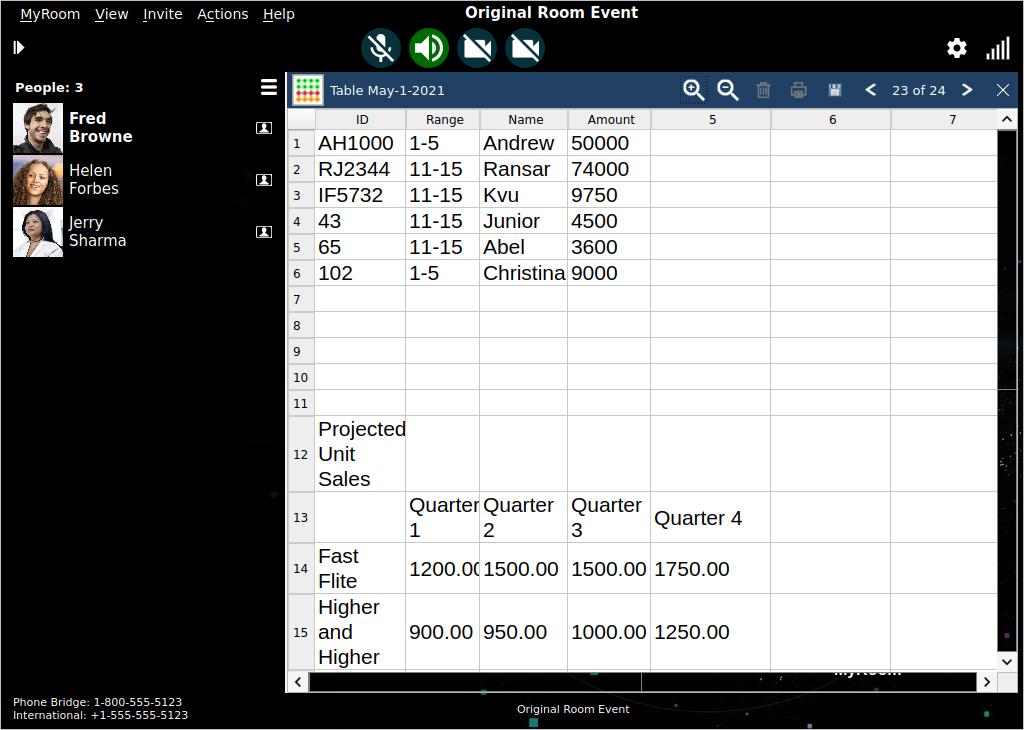 MyRoom View Invite Actions Help
Original Room Event
People: 3
Fred
Browne
Helen
Forbes
Jerry
Sharma
Table May-1-2021
23 of 24
ID Range Name Amount 5 6 7
1 AH1000 1-5 Andrew 50000
2 RJ2344 11-15 Ransar 74000
3 IF5732 11-15 Kvu 9750
4 43 11-15 Junior 4500
5 65 11-15 Abel 3600
6 102 1-5 Christina 9000
7
8
9
10
11
12 Projected
Unit
Sales
13 Quarter
1 Quarter
2 Quarter
3 Quarter 4
14 Fast
Flite 1200.00 1500.00 1500.00 1750.00
15 Higher
and
Higher 900.00 950.00 1000.00 1250.00
MyRoom
Phone Bridge: 1-800-555-5123
International: +1-555-555-5123
Original Room Event